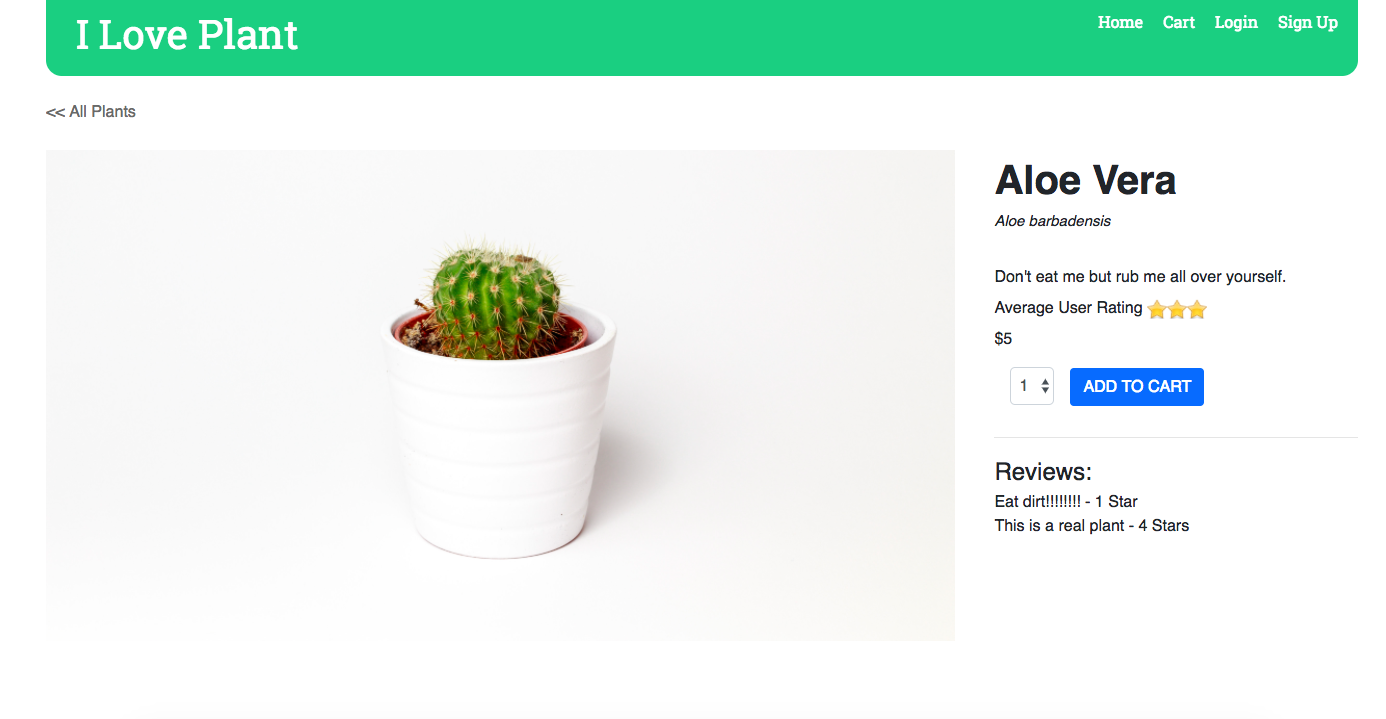 I Love Plant
Home Cart Login Sign Up
<< All Plants
Aloe Vera
Aloe barbadensis
Don't eat me but rub me all over yourself.
Average User Rating ⭐⭐⭐
$5
1 ADD TO CART
Reviews:
Eat dirt!!!!!!!! - 1 Star
This is a real plant - 4 Stars